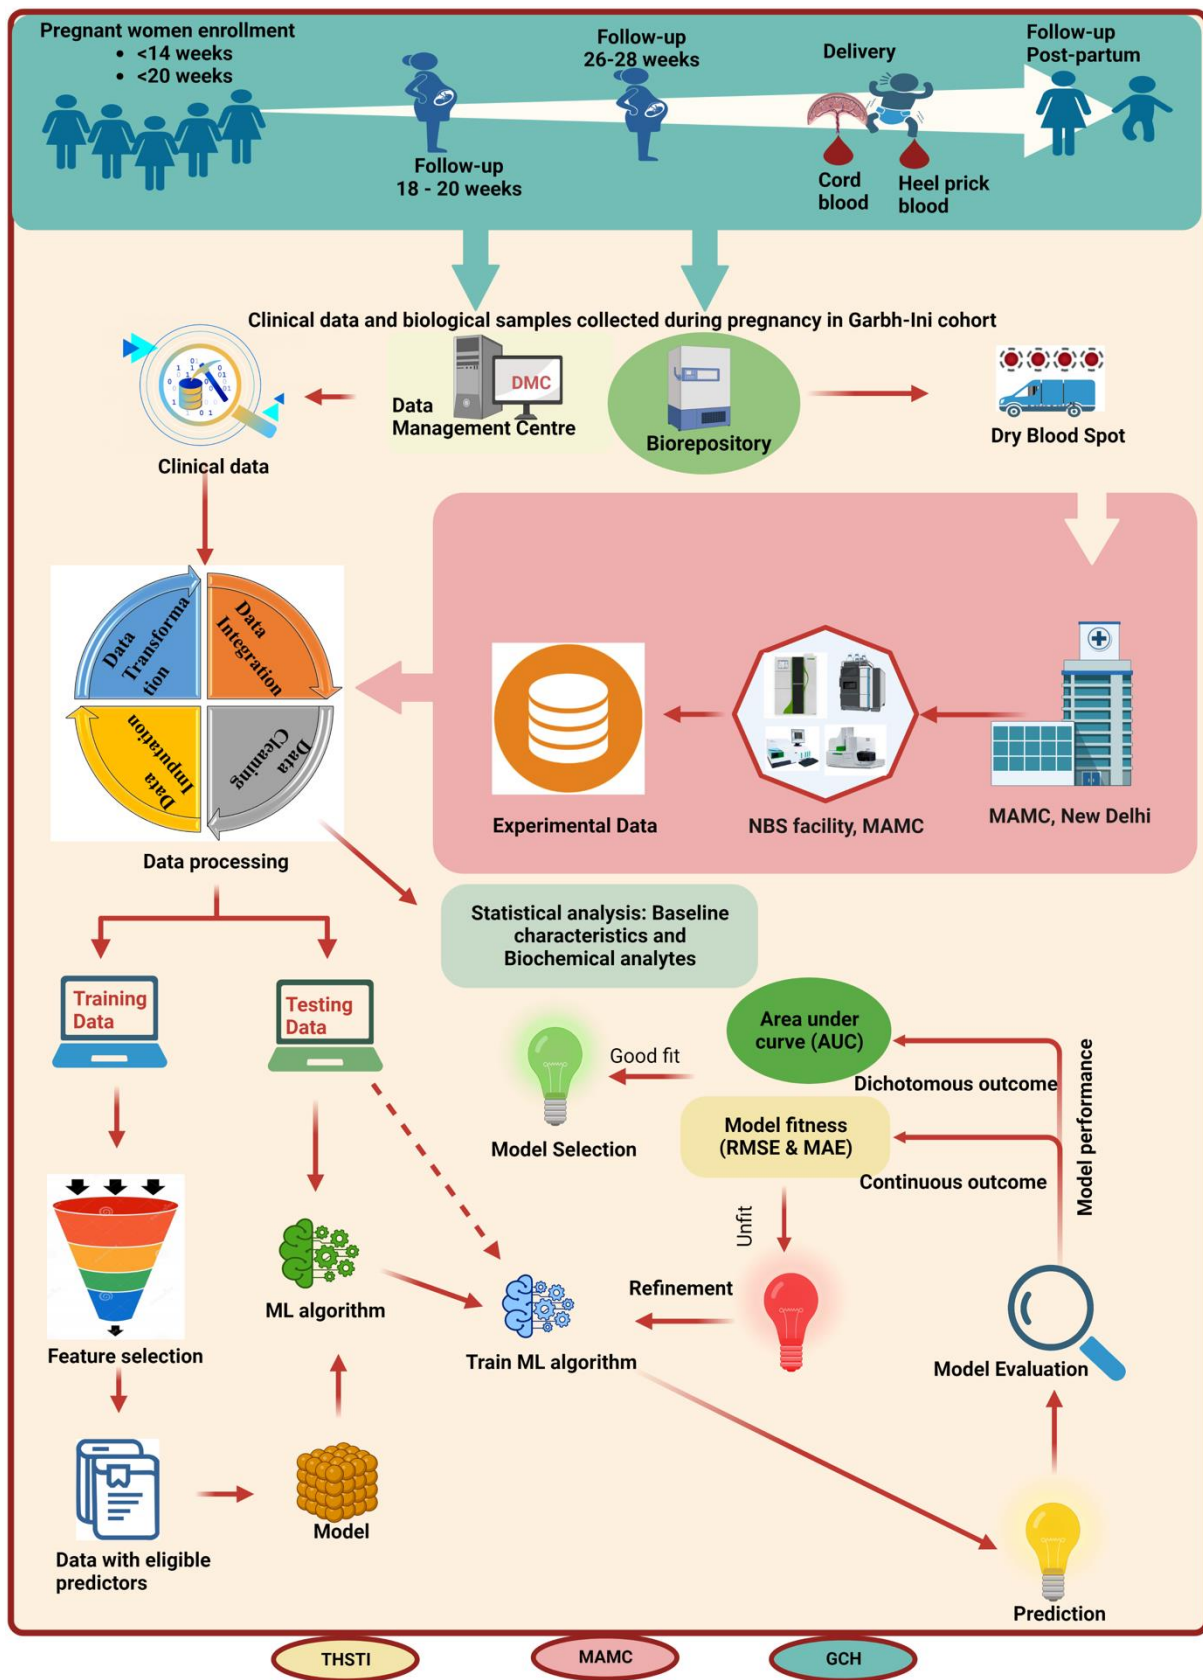 Pregnant women enrollment
• <14 weeks
• <20 weeks
Follow-up
18 - 20 weeks
Follow-up
26-28 weeks
Delivery
Cord
blood
Heel prick
blood
Follow-up
Post-partum
Clinical data and biological samples collected during pregnancy in Garbh-Ini cohort
Clinical data
DMC
Data
Management Centre
Biorepository
Dry Blood Spot
Data
Transforma
tion
Data
Integration
Data
Imputation
Data
Cleaning
Data processing
Experimental Data
NBS facility, MAMC
MAMC, New Delhi
Statistical analysis: Baseline
characteristics and
Biochemical analytes
Training
Data
Testing
Data
Good fit
Model Selection
Area under
curve (AUC)
Dichotomous outcome
Model fitness
(RMSE & MAE)
Continuous outcome
Model performance
Unfit
Refinement
Feature selection
ML algorithm
Train ML algorithm
Model Evaluation
Data with eligible
predictors
Model
Prediction
THSTI
MAMC
GCH